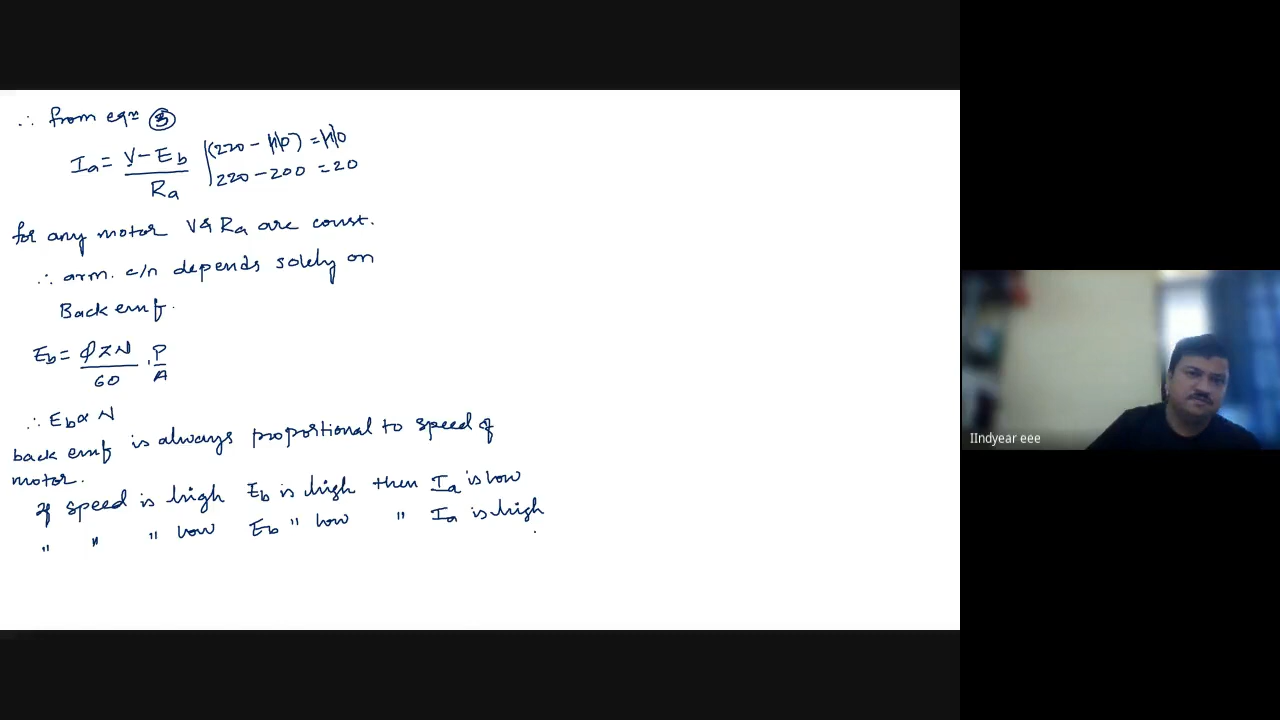 ∴ from eqn ③
Ia = V - Eb / Ra | (220 - 110) = 110
220 - 200 = 20
for any motor V & Ra are const.
∴ arm. c/n depends solely on
Back emf.
Eb = ΦZN / 60 . P / A
∴ Eb ∝ N
back emf is always proportional to speed of
motor.
If speed is high Eb is high then Ia is low
" " " low Eb " low " Ia is high
IIndyear eee